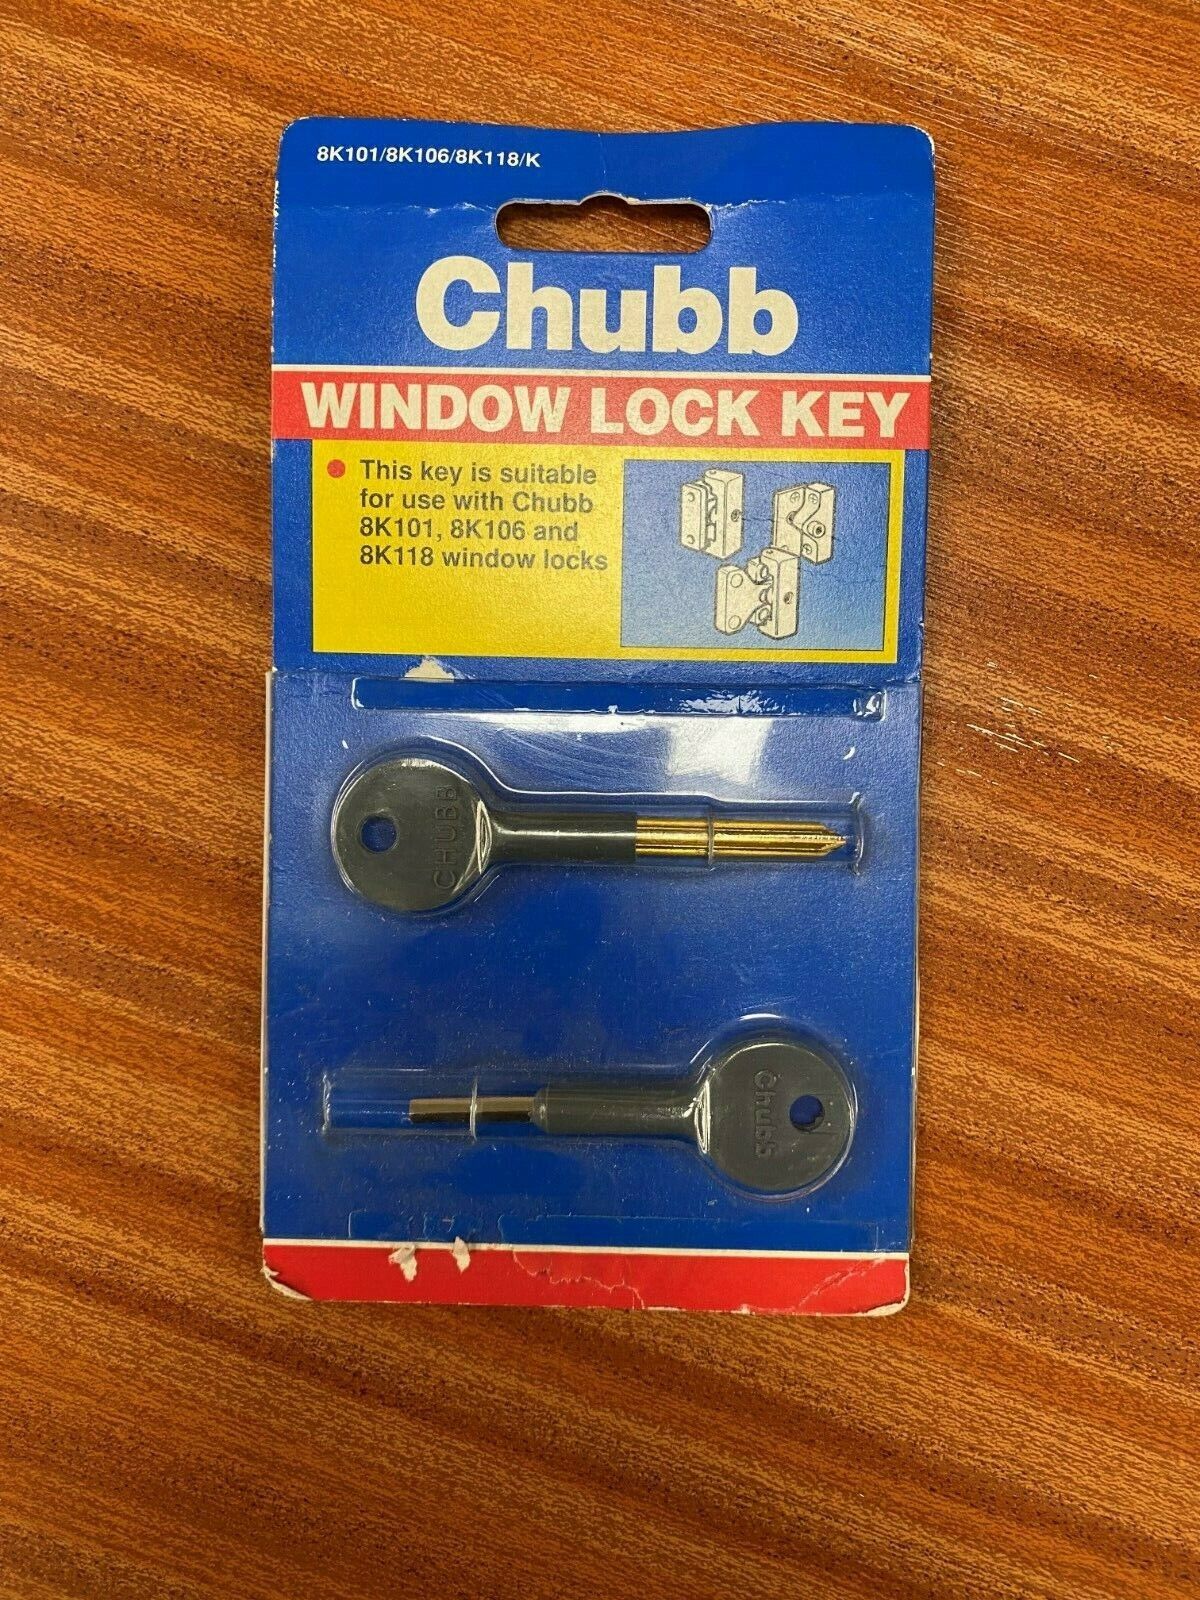 8K101/8K106/8K118/K
Chubb
WINDOW LOCK KEY
This key is suitable
for use with Chubb
8K101, 8K106 and
8K118 window locks
CHUBB
Chubb